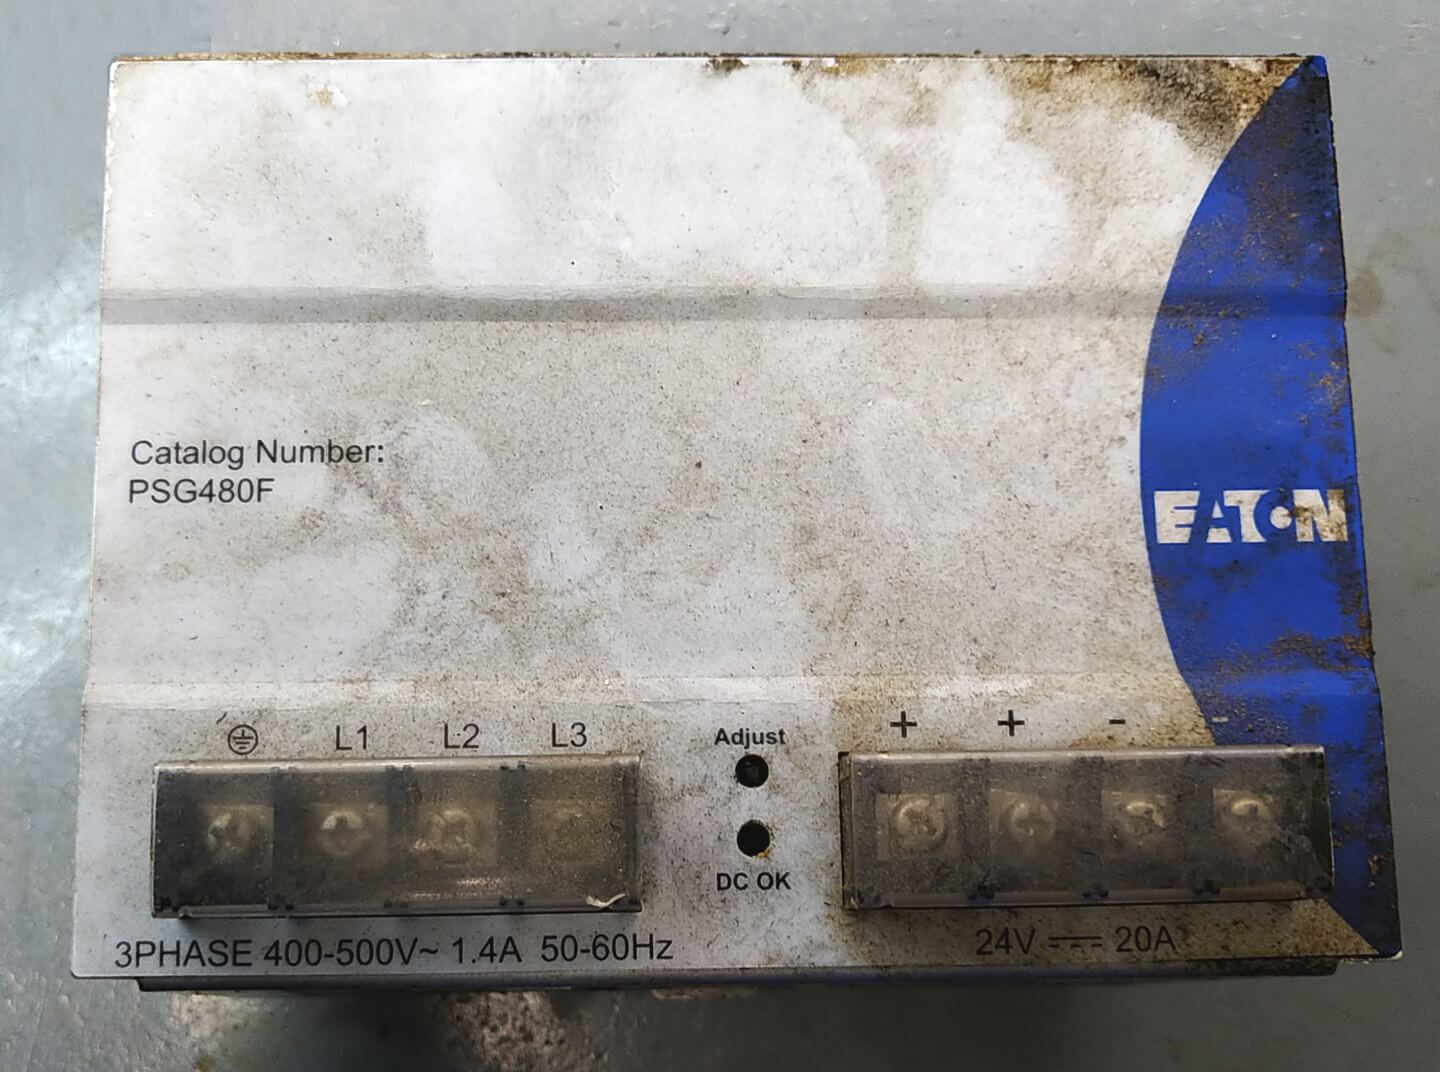 Catalog Number:
PSG480F
EATON
L1 L2 L3
Adjust
+ + - -
DC OK
3PHASE 400-500V~ 1.4A 50-60Hz
24V ⎓ 20A